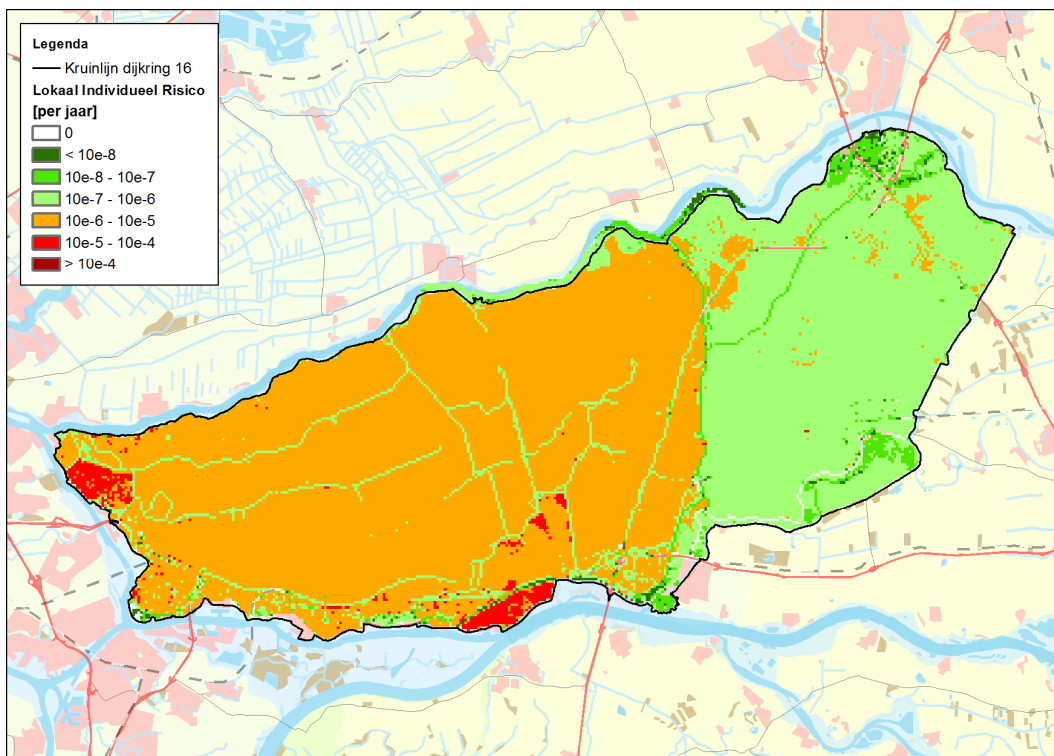 Legenda
Kruinlijn dijkring 16
Lokaal Individueel Risico
[per jaar]
0
< 10e-8
10e-8 - 10e-7
10e-7 - 10e-6
10e-6 - 10e-5
10e-5 - 10e-4
> 10e-4